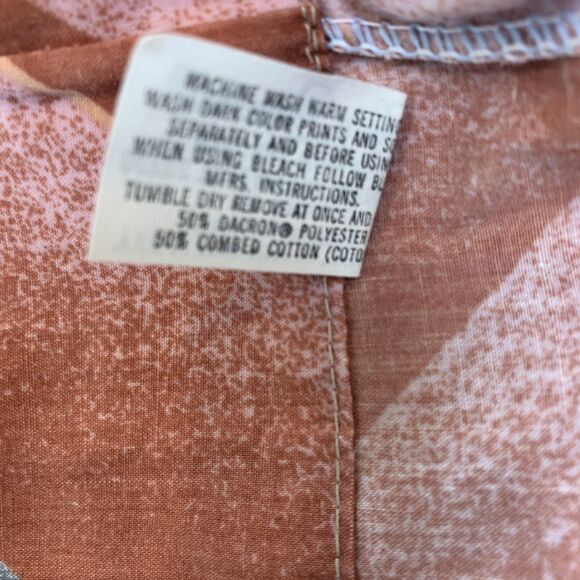 MACHINE WASH WARM SETTING
WASH DARK COLOR PRINTS AND
SEPARATELY AND BEFORE USING
WHEN USING BLEACH FOLLOW
MFRS. INSTRUCTIONS.
TUMBLE DRY REMOVE AT ONCE AND
50% DACRON® POLYESTER
50% COMBED COTTON (COTO